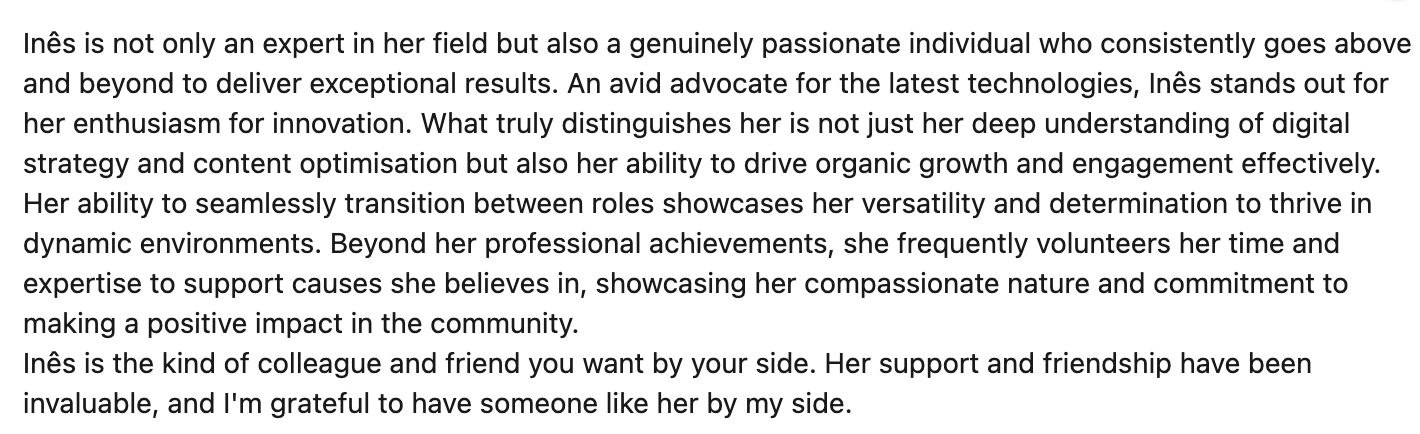 Inês is not only an expert in her field but also a genuinely passionate individual who consistently goes above
and beyond to deliver exceptional results. An avid advocate for the latest technologies, Inês stands out for
her enthusiasm for innovation. What truly distinguishes her is not just her deep understanding of digital
strategy and content optimisation but also her ability to drive organic growth and engagement effectively.
Her ability to seamlessly transition between roles showcases her versatility and determination to thrive in
dynamic environments. Beyond her professional achievements, she frequently volunteers her time and
expertise to support causes she believes in, showcasing her compassionate nature and commitment to
making a positive impact in the community.
Inês is the kind of colleague and friend you want by your side. Her support and friendship have been
invaluable, and I'm grateful to have someone like her by my side.